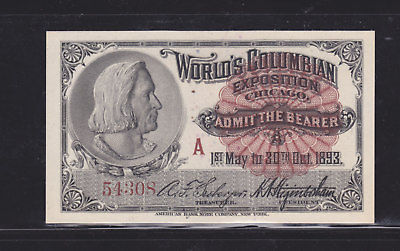 WORLD'S COLUMBIAN
EXPOSITION
CHICAGO
ADMIT THE BEARER
A
1ST May to 30TH Oct. 1893.
54308
TREASURER.
PRESIDENT.
AMERICAN BANK NOTE COMPANY, NEW YORK.